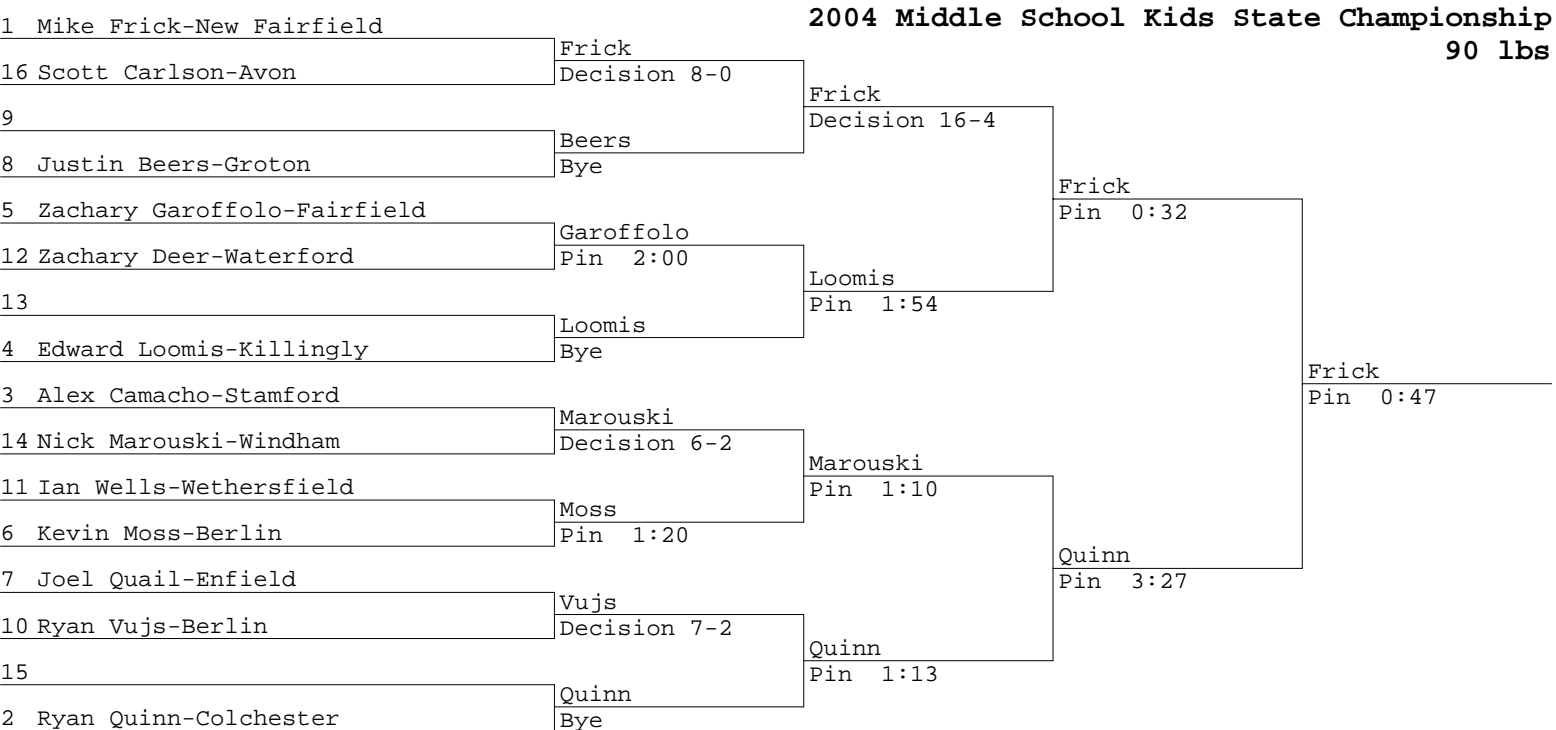 2004 Middle School Kids State Championship
90 lbs
1 Mike Frick-New Fairfield
16 Scott Carlson-Avon
9
8 Justin Beers-Groton
5 Zachary Garoffolo-Fairfield
12 Zachary Deer-Waterford
13
4 Edward Loomis-Killingly
3 Alex Camacho-Stamford
14 Nick Marouski-Windham
11 Ian Wells-Wethersfield
6 Kevin Moss-Berlin
7 Joel Quail-Enfield
10 Ryan Vujs-Berlin
15
2 Ryan Quinn-Colchester
Frick
Decision 8-0
Beers
Bye
Garoffolo
Pin 2:00
Loomis
Bye
Marouski
Decision 6-2
Moss
Pin 1:20
Vujs
Decision 7-2
Quinn
Bye
Frick
Decision 16-4
Loomis
Pin 1:54
Marouski
Pin 1:10
Quinn
Pin 1:13
Frick
Pin 0:32
Quinn
Pin 3:27
Frick
Pin 0:47